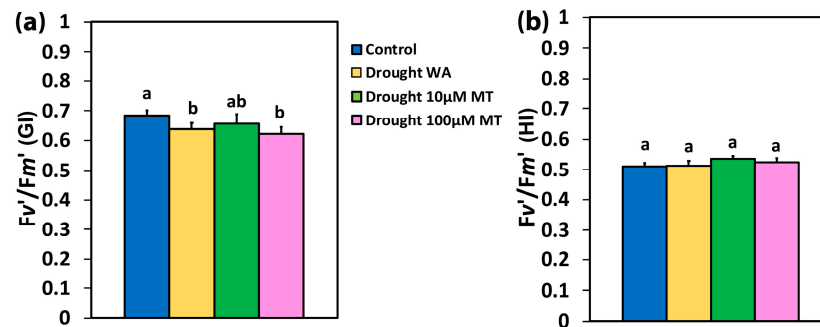 (a)
Fv'/Fm' (GI)
1
0.9
0.8
0.7
0.6
0.5
0.4
0.3
0.2
0.1
0
a
b
ab
b
Control
Drought WA
Drought 10µM MT
Drought 100µM MT
(b)
Fv'/Fm' (HI)
1
0.9
0.8
0.7
0.6
0.5
0.4
0.3
0.2
0.1
0
a
a
a
a